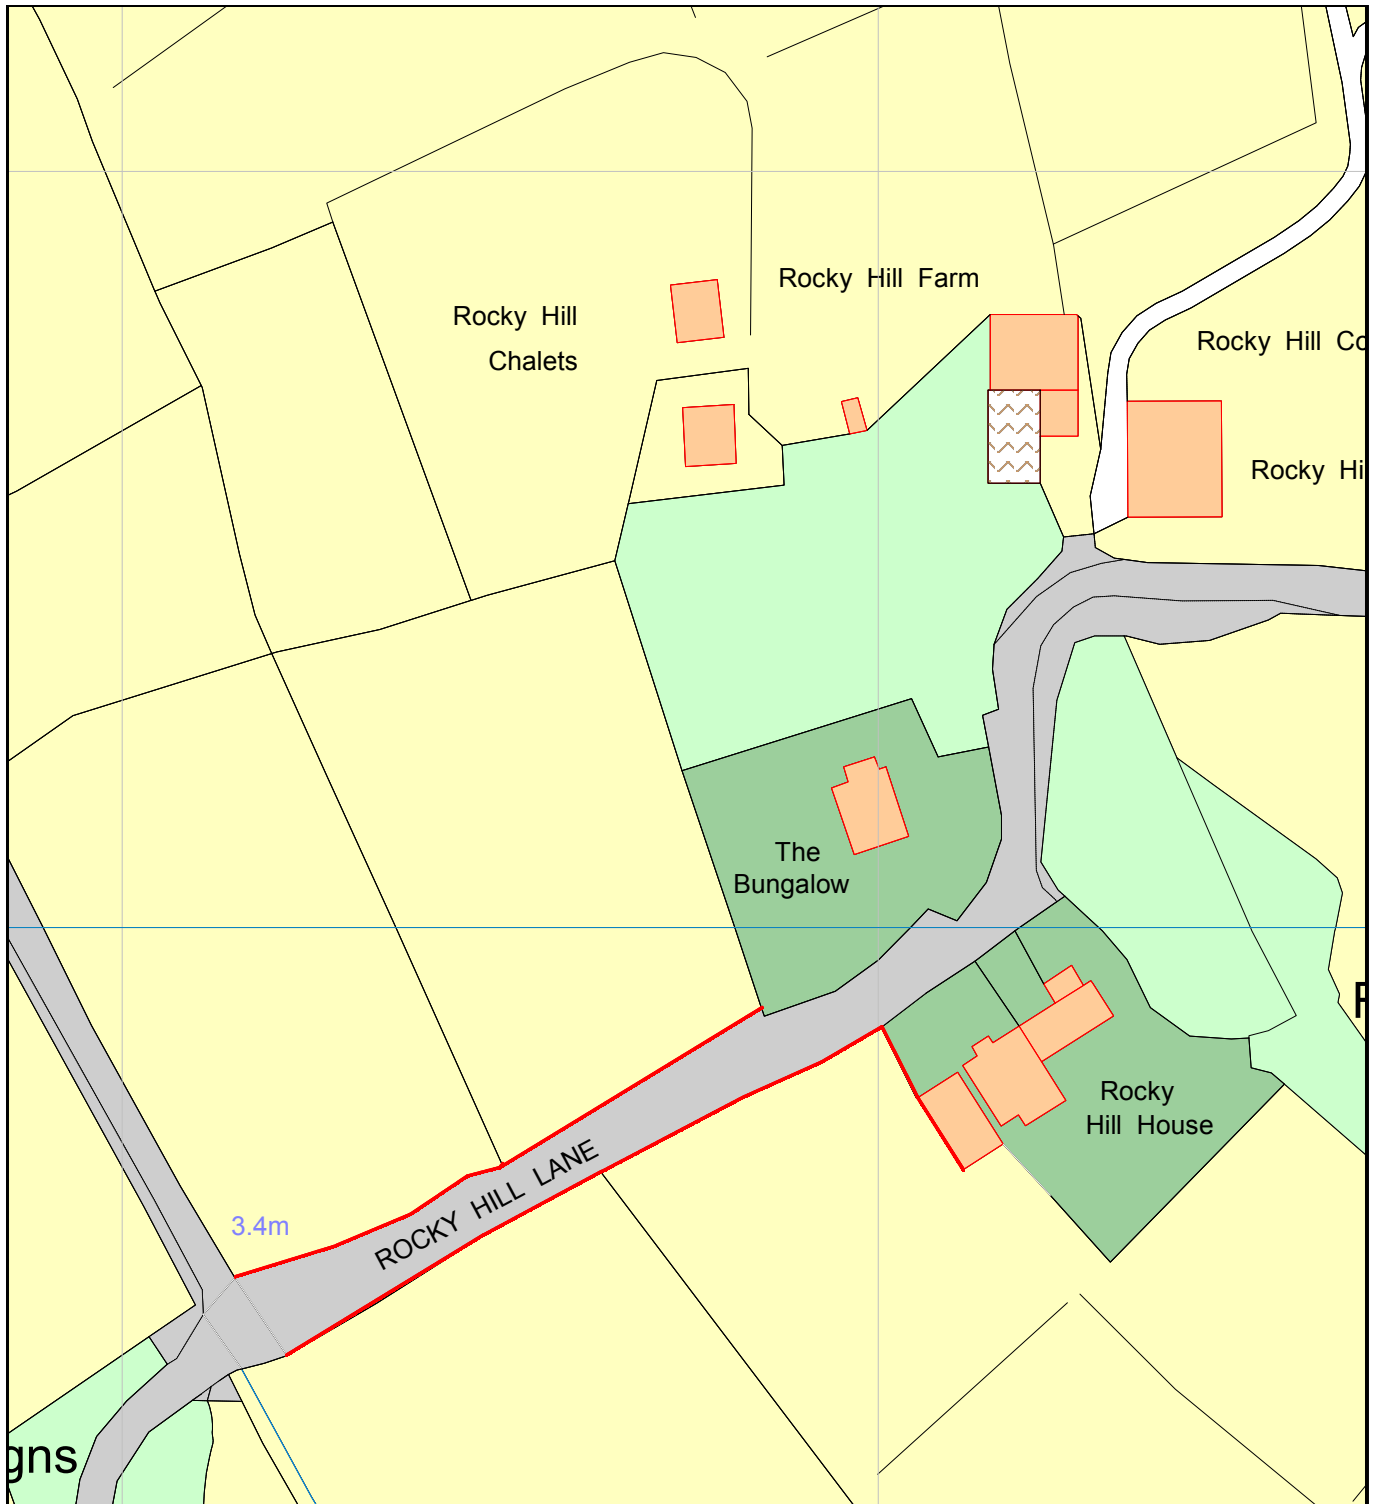 Rocky Hill Farm
Rocky Hill
Chalets
Rocky Hill Co
Rocky Hi
The
Bungalow
Rocky
Hill House
ROCKY HILL LANE
3.4m
gns